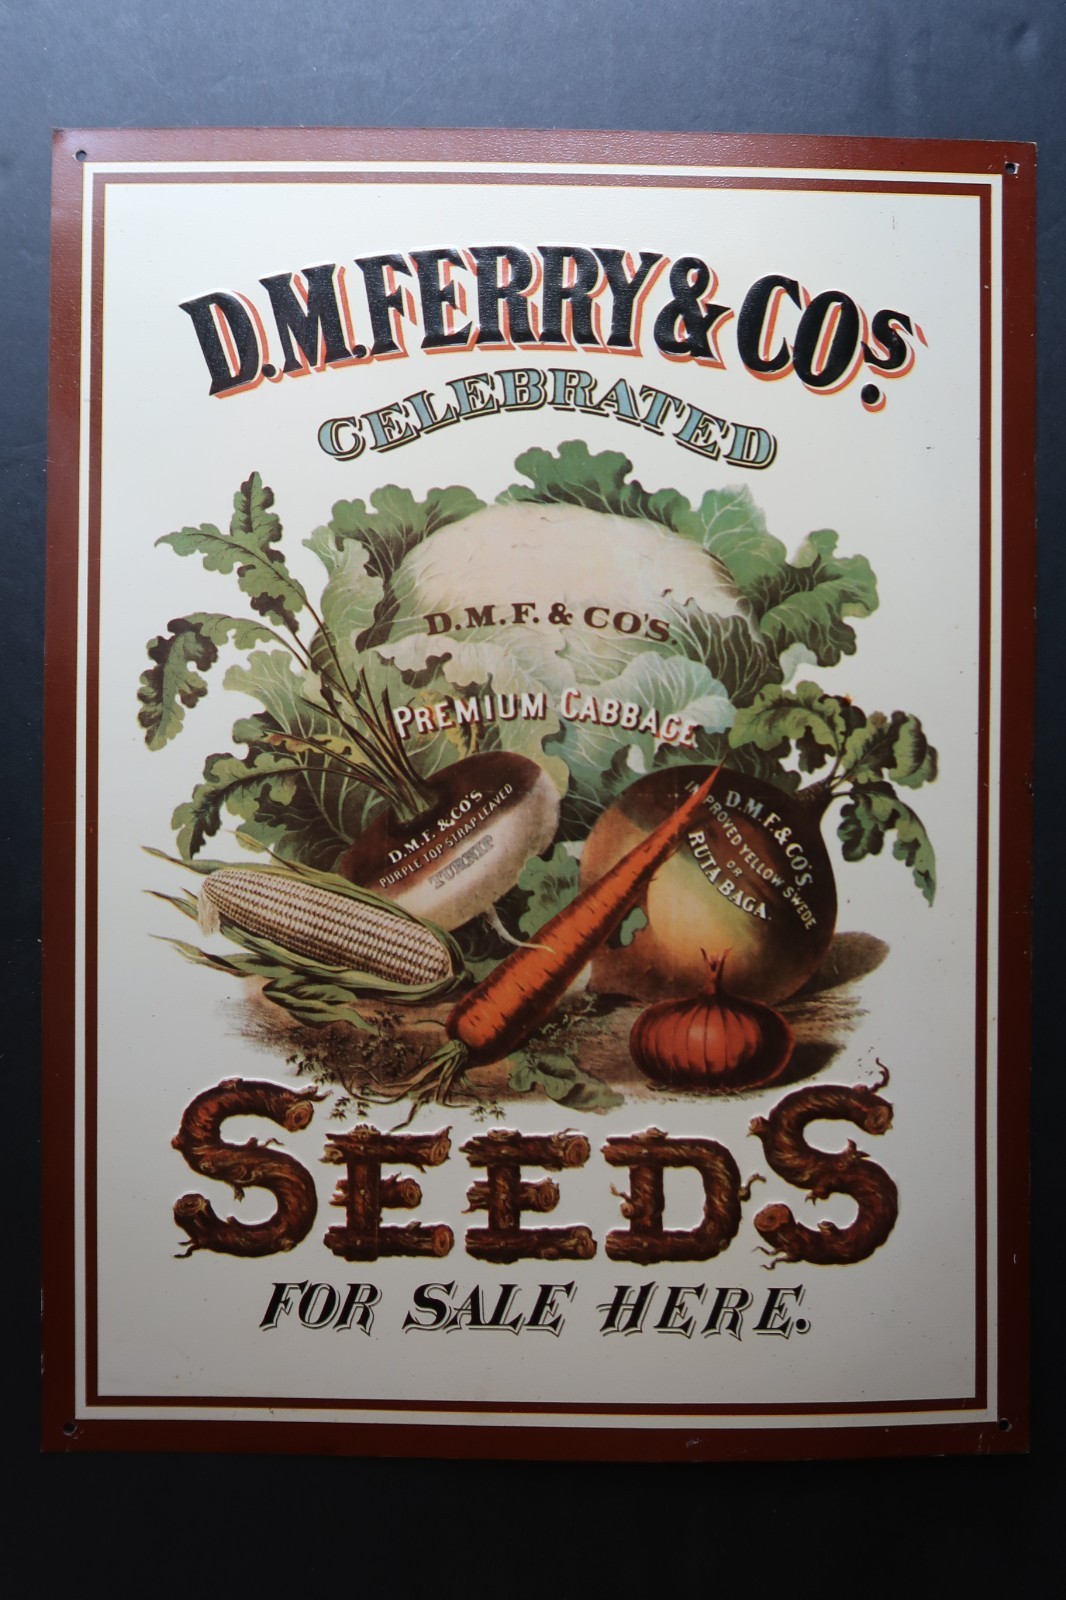 D.M.FERRY & CO.S
CELEBRATED
D.M.F. & CO'S.
PREMIUM CABBAGE
D.M.F. & CO'S
PURPLE TOP STRAP LEAVED
TURNIP
D.M.F. & CO'S.
IMPROVED YELLOW SWEDE
OR
RUTA BAGA.
SEEDS
FOR SALE HERE.